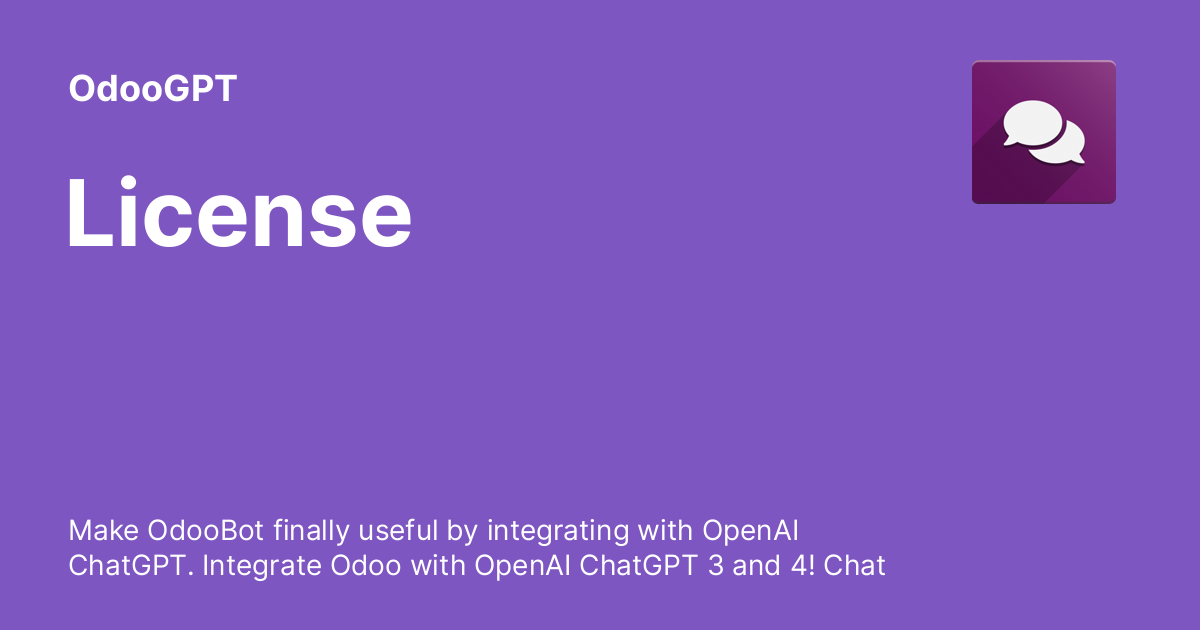 OdooGPT
License
Make OdooBot finally useful by integrating with OpenAI
ChatGPT. Integrate Odoo with OpenAI ChatGPT 3 and 4! Chat